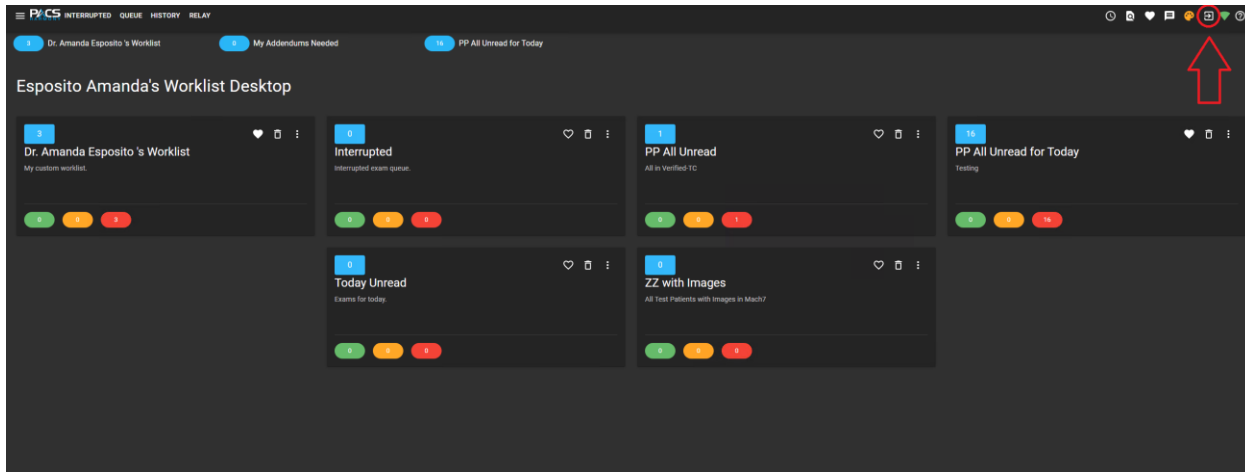 PACS INTERRUPTED QUEUE HISTORY RELAY
3 Dr. Amanda Esposito 's Worklist 0 My Addendums Needed 16 PP All Unread for Today
Esposito Amanda's Worklist Desktop
3
Dr. Amanda Esposito 's Worklist
My custom worklist.
0 0 3
0
Interrupted
Interrupted exam queue.
0 0 0
1
PP All Unread
All in Verified-TC
0 0 1
16
PP All Unread for Today
Testing
0 0 16
0
Today Unread
Exams for today.
0 0 0
0
ZZ with Images
All Test Patients with Images in Mach7
0 0 0